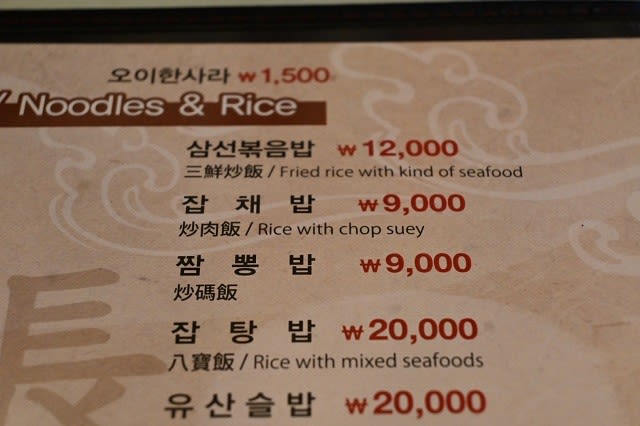 오이한사라 ₩1,500
Noodles & Rice
삼선볶음밥 ₩12,000
三鮮炒飯 / Fried rice with kind of seafood
잡채밥 ₩9,000
炒肉飯 / Rice with chop suey
짬뽕밥 ₩9,000
炒碼飯
잡탕밥 ₩20,000
八寶飯 / Rice with mixed seafoods
유산슬밥 ₩20,000
長